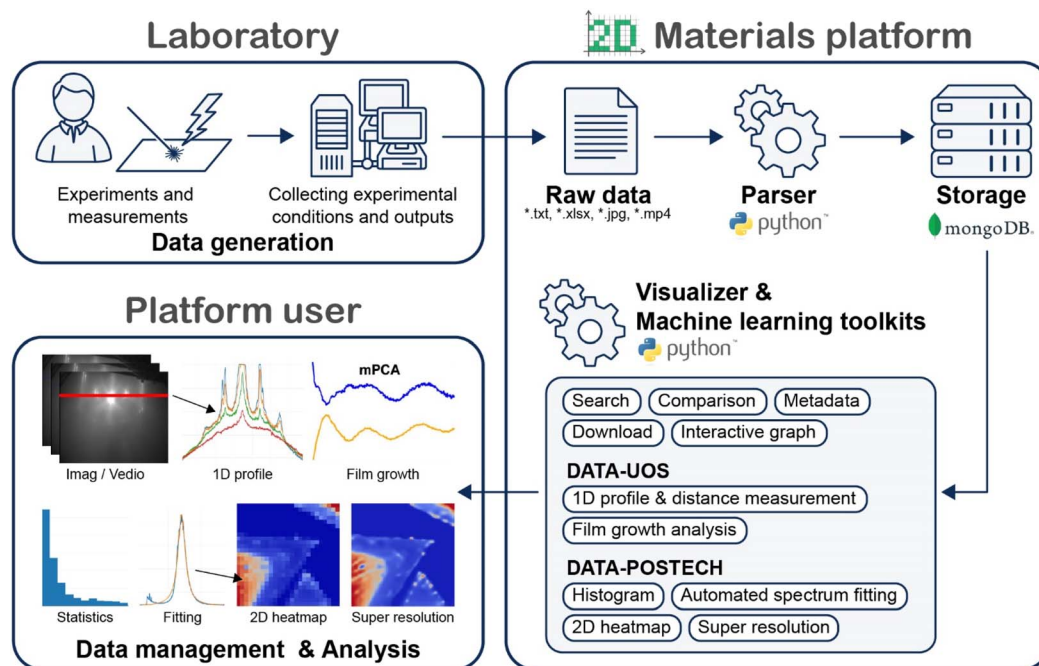 Laboratory
Experiments and
measurements
Collecting experimental
conditions and outputs
Data generation
2D Materials platform
Raw data
*.txt, *.xlsx, *.jpg, *.mp4
Parser
python™
Storage
mongoDB®
Visualizer &
Machine learning toolkits
python™
Search Comparison Metadata
Download Interactive graph
DATA-UOS
1D profile & distance measurement
Film growth analysis
DATA-POSTECH
Histogram Automated spectrum fitting
2D heatmap Super resolution
Platform user
mPCA
Imag / Vedio 1D profile Film growth
Statistics Fitting 2D heatmap Super resolution
Data management & Analysis